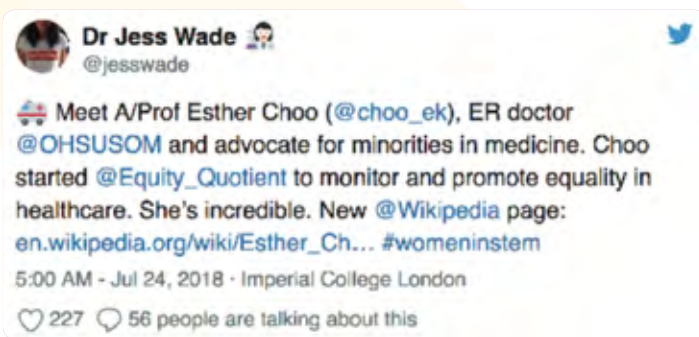 Dr Jess Wade 👩🏻‍🔬
@jesswade
🚑 Meet A/Prof Esther Choo (@choo_ek), ER doctor
@OHSUSOM and advocate for minorities in medicine. Choo
started @Equity_Quotient to monitor and promote equality in
healthcare. She's incredible. New @Wikipedia page:
en.wikipedia.org/wiki/Esther_Ch... #womeninstem
5:00 AM - Jul 24, 2018 · Imperial College London
227 56 people are talking about this